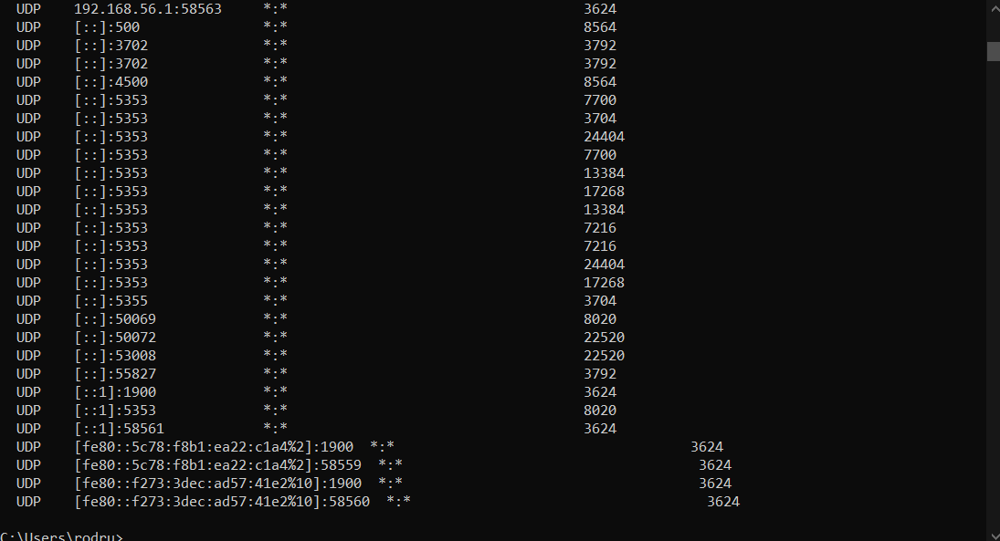 UDP    192.168.56.1:58563     *:*                                    3624
UDP    [::]:500               *:*                                    8564
UDP    [::]:3702              *:*                                    3792
UDP    [::]:3702              *:*                                    3792
UDP    [::]:4500              *:*                                    8564
UDP    [::]:5353              *:*                                    7700
UDP    [::]:5353              *:*                                    3704
UDP    [::]:5353              *:*                                    24404
UDP    [::]:5353              *:*                                    7700
UDP    [::]:5353              *:*                                    13384
UDP    [::]:5353              *:*                                    17268
UDP    [::]:5353              *:*                                    13384
UDP    [::]:5353              *:*                                    7216
UDP    [::]:5353              *:*                                    7216
UDP    [::]:5353              *:*                                    24404
UDP    [::]:5353              *:*                                    17268
UDP    [::]:5355              *:*                                    3704
UDP    [::]:50069             *:*                                    8020
UDP    [::]:50072             *:*                                    22520
UDP    [::]:53008             *:*                                    22520
UDP    [::]:55827             *:*                                    3792
UDP    [::1]:1900             *:*                                    3624
UDP    [::1]:5353             *:*                                    8020
UDP    [::1]:58561            *:*                                    3624
UDP    [fe80::5c78:f8b1:ea22:c1a4%2]:1900  *:*                                    3624
UDP    [fe80::5c78:f8b1:ea22:c1a4%2]:58559  *:*                                    3624
UDP    [fe80::f273:3dec:ad57:41e2%10]:1900  *:*                                    3624
UDP    [fe80::f273:3dec:ad57:41e2%10]:58560  *:*                                    3624
C:\Users\rodru>